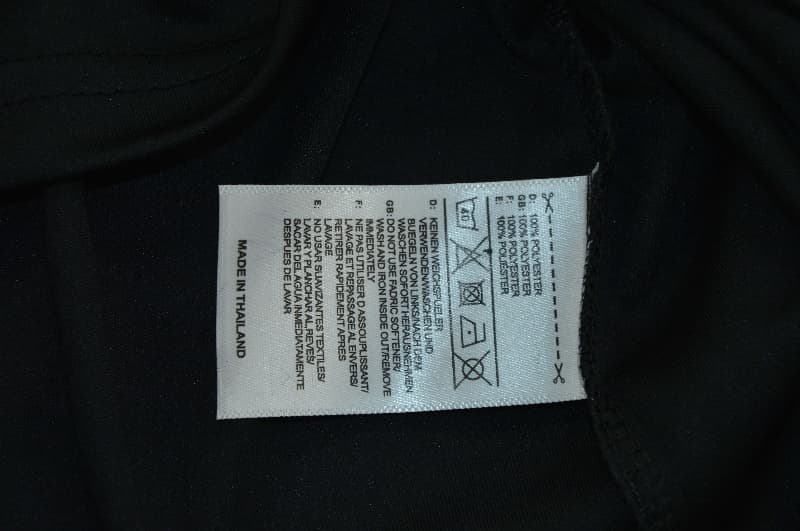 D: 100% POLYESTER
GB: 100% POLYESTER
F: 100% POLYESTER
E: 100% POLYESTER
40
D: KEINEN WEICHSPUELER
VERWENDEN/WASCHEN UND
BUEGELN VON LINKS/NACH DEM
WASCHEN SOFORT HERAUSNEHMEN
GB: DO NOT USE FABRIC SOFTENER/
WASH AND IRON INSIDE OUT/REMOVE
IMMEDIATELY
F: NE PAS UTILISER D ASSOUPLISSANT/
LAVAGE ET REPASSAGE AL ENVERS/
RETIRER RAPIDEMENT APRES
LAVAGE
E: NO USAR SUAVIZANTES TEXTILES/
LAVAR Y PLANCHAR AL REVES/
SACAR DEL AGUA INMEDIATAMENTE
DESPUES DE LAVAR
MADE IN THAILAND